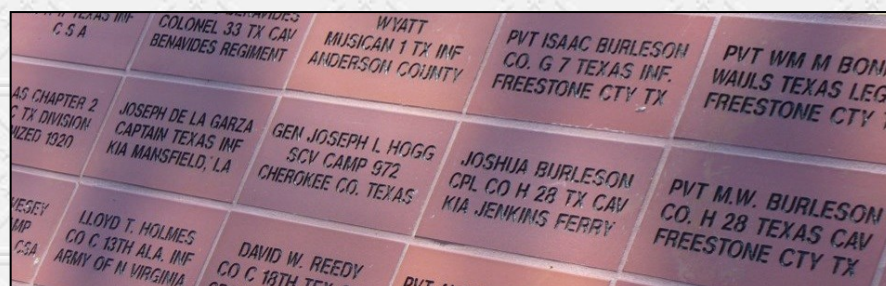 TEXAS INF
C S A
COLONEL 33 TX CAV
BENAVIDES REGIMENT
WYATT
MUSICAN 1 TX INF
ANDERSON COUNTY
PVT ISAAC BURLESON
CO. G 7 TEXAS INF.
FREESTONE CTY TX
PVT WM M
WAULS TEXAS
FREESTONE CTY
AS CHAPTER 2
C TX DIVISION
1920
JOSEPH DE LA GARZA
CAPTAIN TEXAS INF
KIA MANSFIELD, LA
GEN JOSEPH L HOGG
SCV CAMP 972
CHEROKEE CO. TEXAS
JOSHUA BURLESON
CPL CO H 28 TX CAV
KIA JENKINS FERRY
PVT M.W. BURLESON
CO. H 28 TEXAS CAV
FREESTONE CTY TX
CSA
LLOYD T. HOLMES
CO C 13TH ALA. INF
ARMY OF N VIRGINIA
DAVID W. REEDY
CO C 18TH